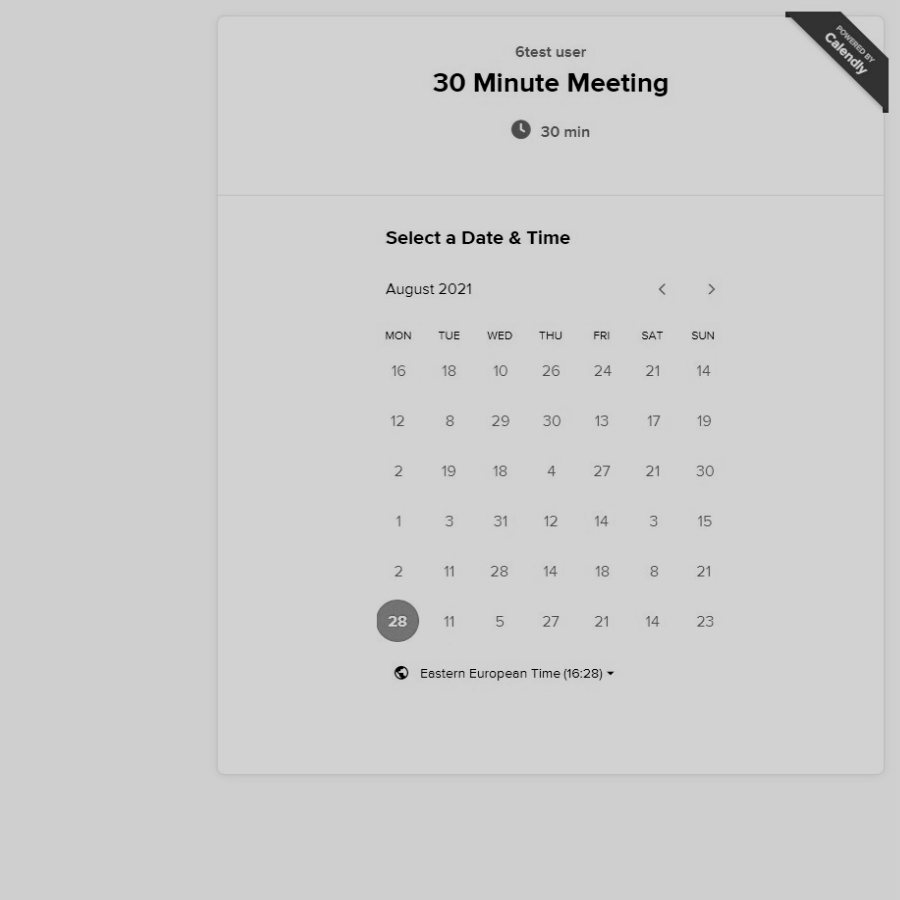 POWERED BY
Calendly
6test user
30 Minute Meeting
30 min
Select a Date & Time
August 2021
MON TUE WED THU FRI SAT SUN
16 18 10 26 24 21 14
12 8 29 30 13 17 19
2 19 18 4 27 21 30
1 3 31 12 14 3 15
2 11 28 14 18 8 21
28 11 5 27 21 14 23
Eastern European Time (16:28)